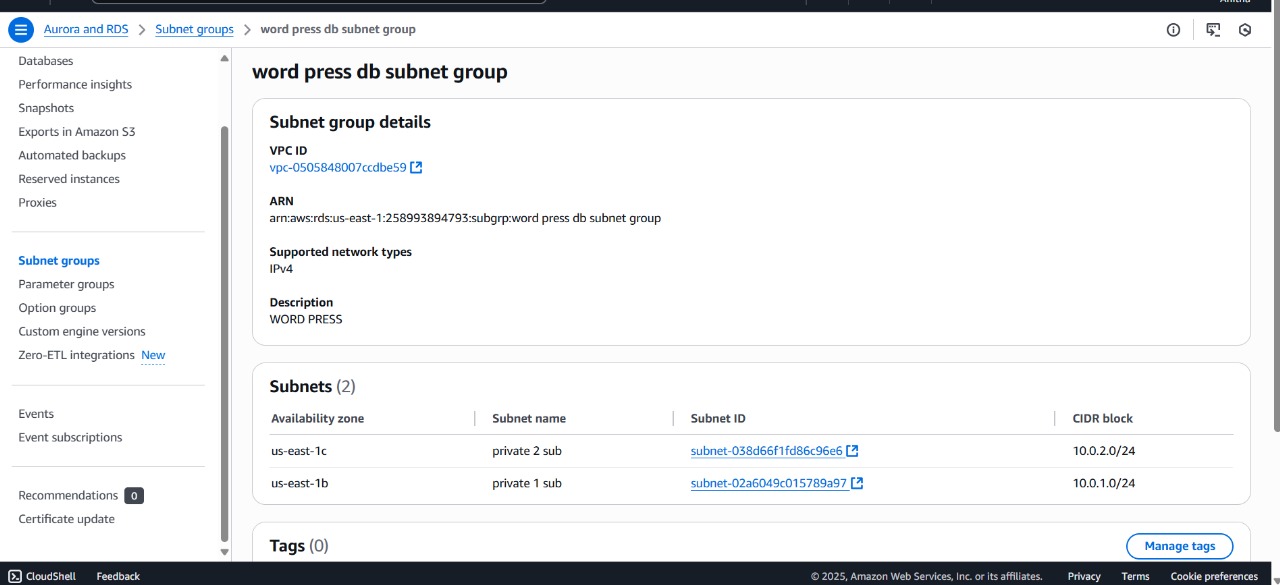 Aurora and RDS > Subnet groups > word press db subnet group
Databases
Performance insights
Snapshots
Exports in Amazon S3
Automated backups
Reserved instances
Proxies
Subnet groups
Parameter groups
Option groups
Custom engine versions
Zero-ETL integrations New
Events
Event subscriptions
Recommendations 0
Certificate update
word press db subnet group
Subnet group details
VPC ID
vpc-0505848007ccdbe59
ARN
arn:aws:rds:us-east-1:258993894793:subgrp:word press db subnet group
Supported network types
IPv4
Description
WORD PRESS
Subnets (2)
Availability zone Subnet name Subnet ID CIDR block
us-east-1c private 2 sub subnet-038d66f1fd86c96e6 10.0.2.0/24
us-east-1b private 1 sub subnet-02a6049c015789a97 10.0.1.0/24
Tags (0) Manage tags
CloudShell Feedback © 2025, Amazon Web Services, Inc. or its affiliates. Privacy Terms Cookie preferences